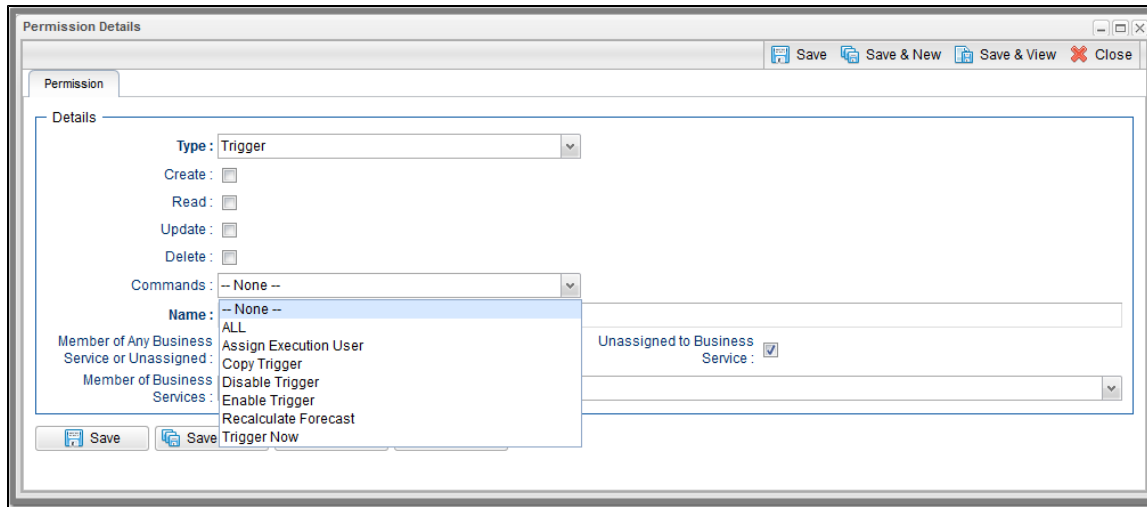 Permission Details
Save Save & New Save & View Close
Permission
Details
Type : Trigger
Create :
Read :
Update :
Delete :
Commands : -- None --
Name :
-- None --
ALL
Assign Execution User
Copy Trigger
Disable Trigger
Enable Trigger
Recalculate Forecast
Trigger Now
Member of Any Business
Service or Unassigned :
Unassigned to Business
Service :
Member of Business
Services :
Save Save